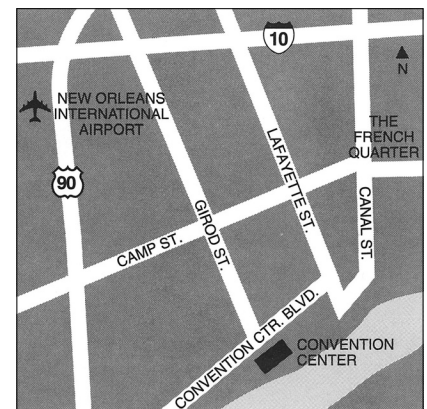 10
N
NEW ORLEANS
INTERNATIONAL
AIRPORT
THE
FRENCH
QUARTER
90
LAFAYETTE ST.
CANAL ST.
GIROD ST.
CAMP ST.
CONVENTION CTR. BLVD.
CONVENTION
CENTER